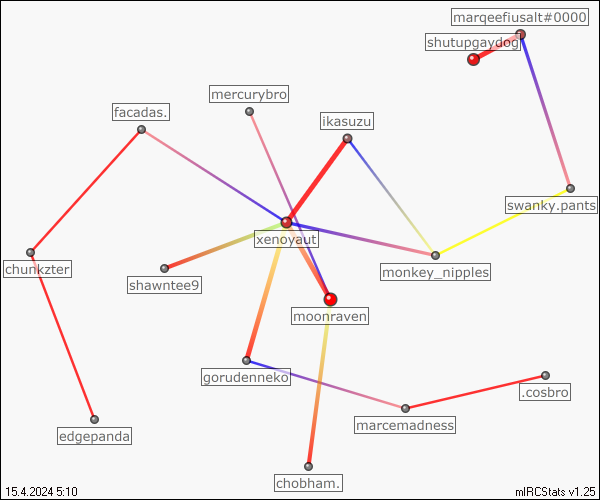 marqeefiusalt#0000
shutupgaydog
mercurybro
facadas.
ikasuzu
swanky.pants
xenoyaut
chunkzter
monkey_nipples
shawntee9
moonraven
gorudenneko
.cosbro
marcemadness
edgepanda
chobham.
15.4.2024 5:10
mIRCStats v1.25